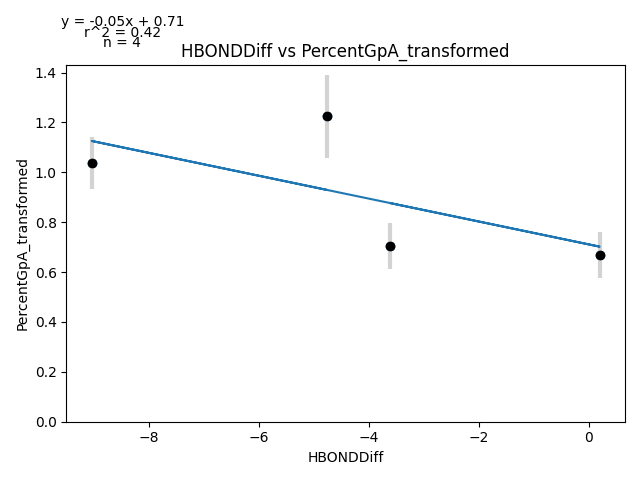 y = -0.05x + 0.71
r^2 = 0.42
n = 4
HBONDDiff vs PercentGpA_transformed
PercentGpA_transformed
1.4
1.2
1.0
0.8
0.6
0.4
0.2
0.0
−8
−6
−4
−2
0
HBONDDiff